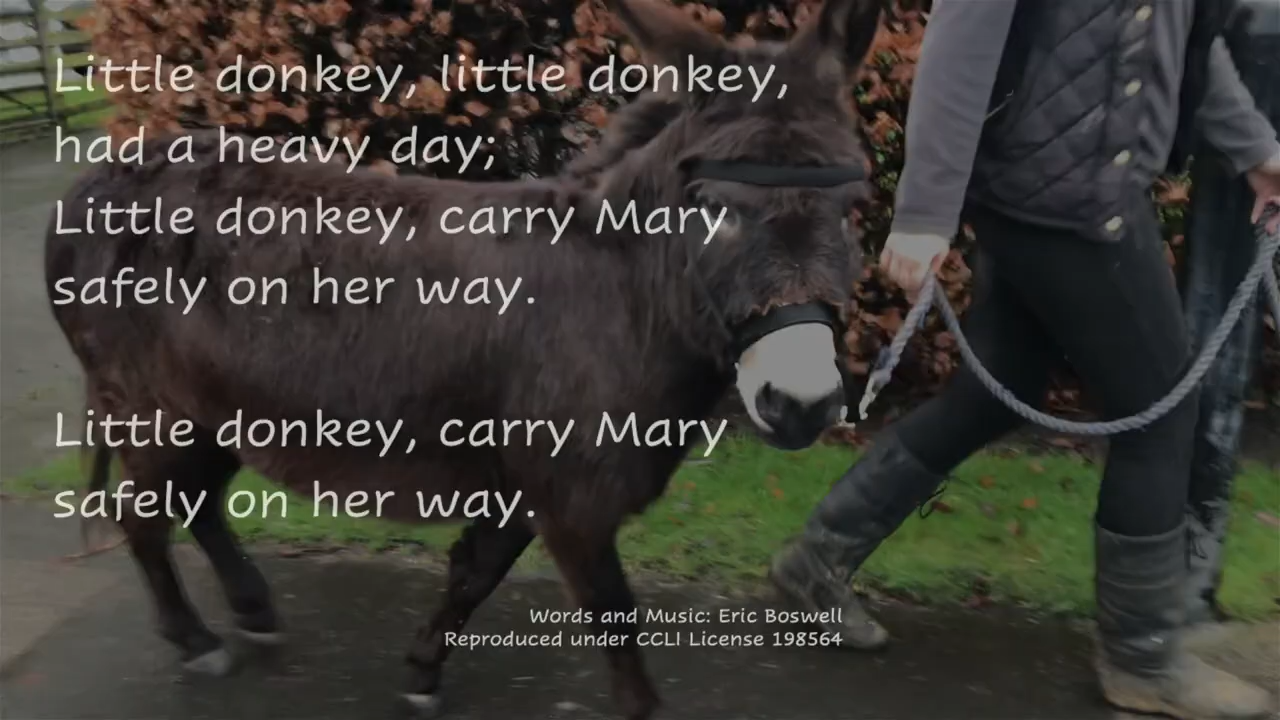 Little donkey, little donkey,
had a heavy day;
Little donkey, carry Mary
safely on her way.
Little donkey, carry Mary
safely on her way.
Words and Music: Eric Boswell
Reproduced under CCLI License 198564